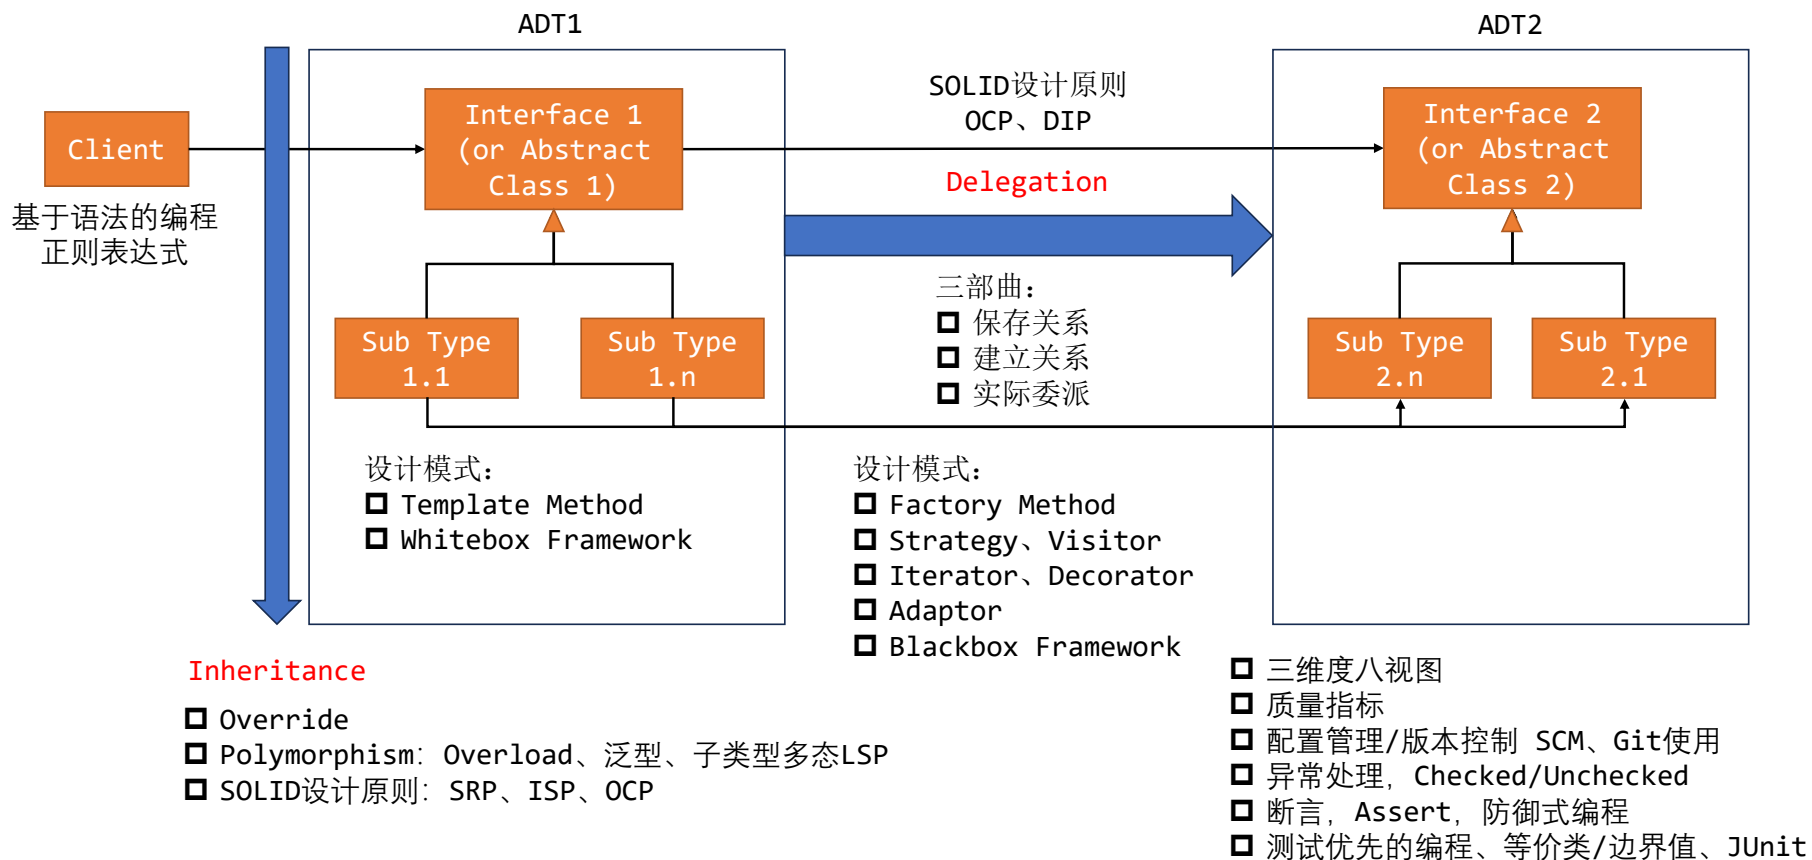 ADT1
ADT2
Client
基于语法的编程
正则表达式
Interface 1
(or Abstract
Class 1)
SOLID设计原则
OCP、DIP
Delegation
Interface 2
(or Abstract
Class 2)
Sub Type
1.1
Sub Type
1.n
三部曲：
保存关系
建立关系
实际委派
Sub Type
2.n
Sub Type
2.1
设计模式：
Template Method
Whitebox Framework
设计模式：
Factory Method
Strategy、Visitor
Iterator、Decorator
Adaptor
Blackbox Framework
Inheritance
Override
Polymorphism：Overload、泛型、子类型多态LSP
SOLID设计原则：SRP、ISP、OCP
三维度八视图
质量指标
配置管理/版本控制 SCM、Git使用
异常处理，Checked/Unchecked
断言，Assert，防御式编程
测试优先的编程、等价类/边界值、JUnit